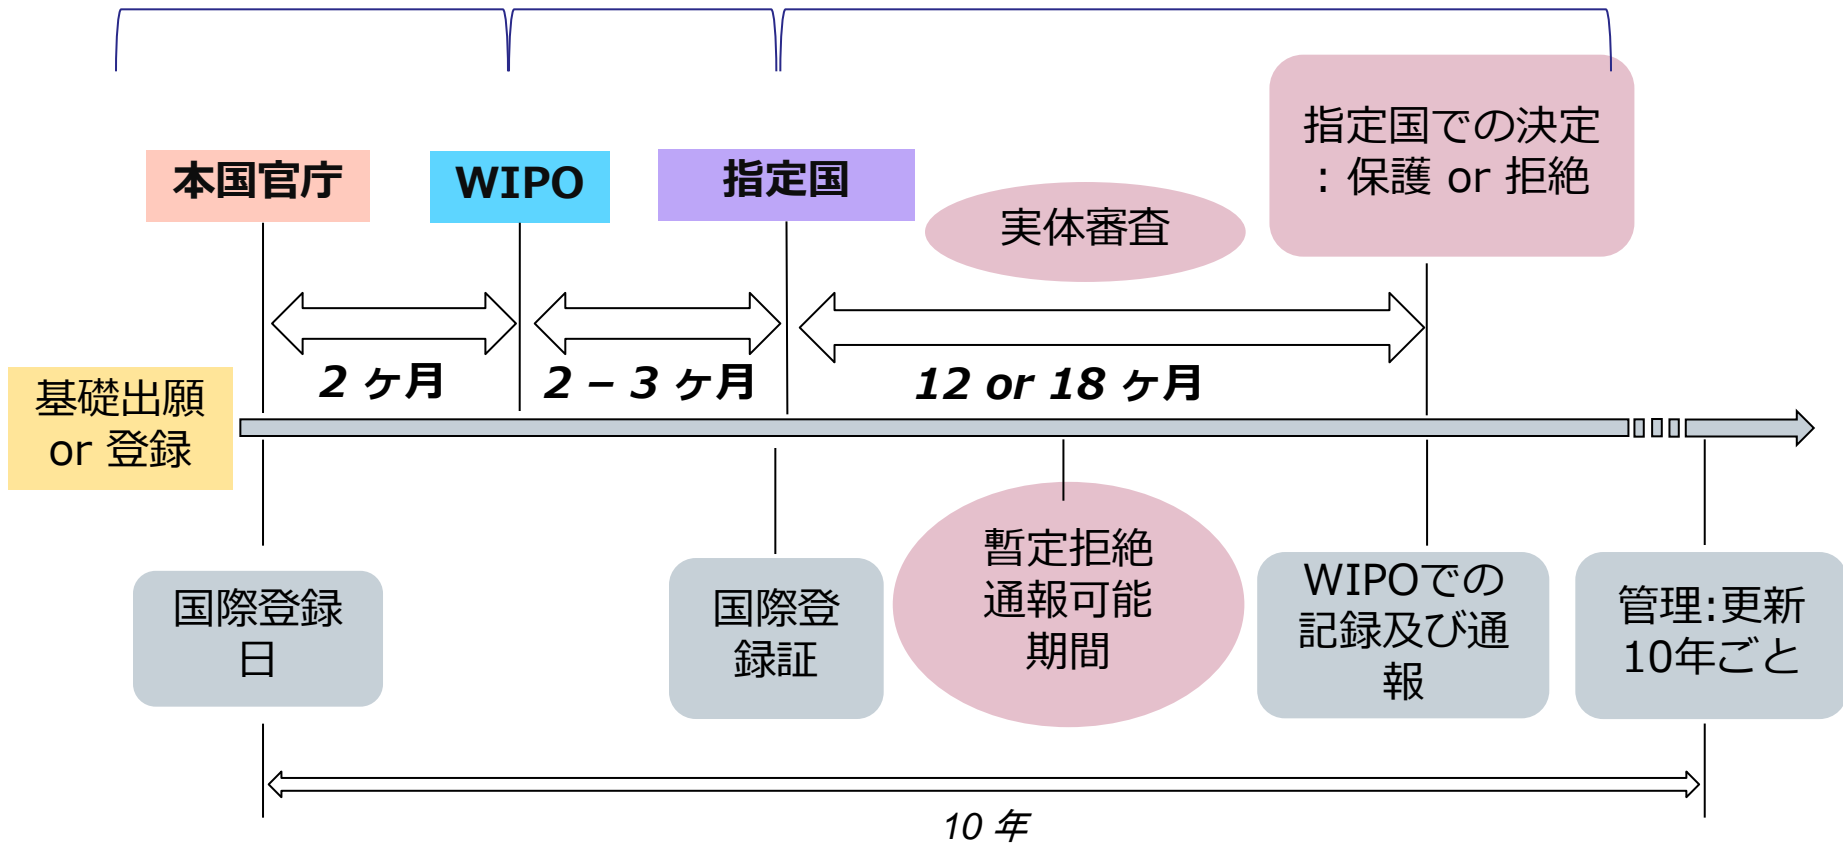 本国官庁
WIPO
指定国
実体審査
指定国での決定
: 保護 or 拒絶
2 ヶ月
2 – 3 ヶ月
12 or 18 ヶ月
基礎出願
or 登録
国際登録
日
国際登
録証
暫定拒絶
通報可能
期間
WIPOでの
記録及び通
報
管理:更新
10年ごと
10 年